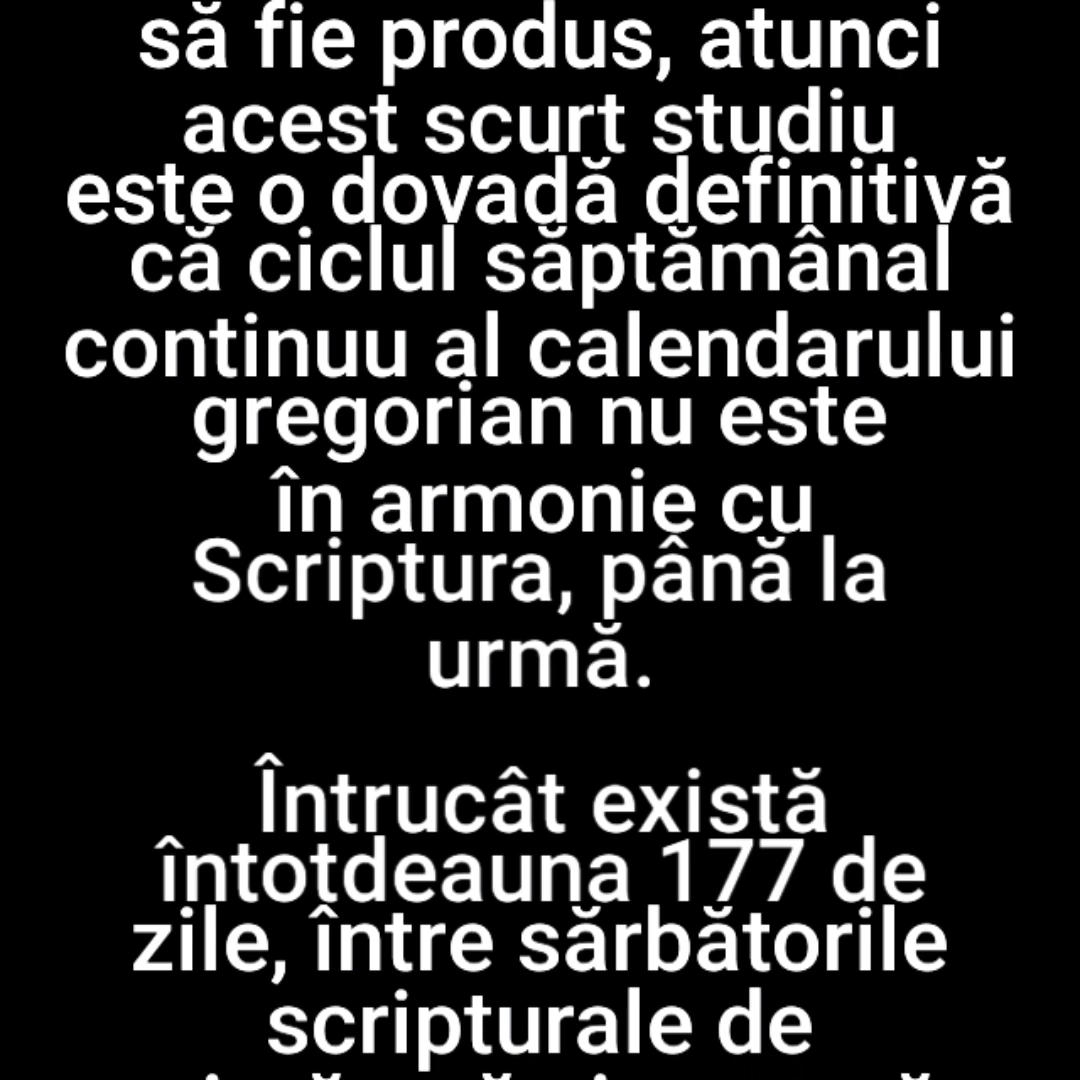 să fie produs, atunci
acest scurt studiu
este o dovadă definitivă
că ciclul săptămânal
continuu al calendarului
gregorian nu este
în armonie cu
Scriptura, până la
urmă.
Întrucât există
întotdeauna 177 de
zile, între sărbătorile
scripturale de